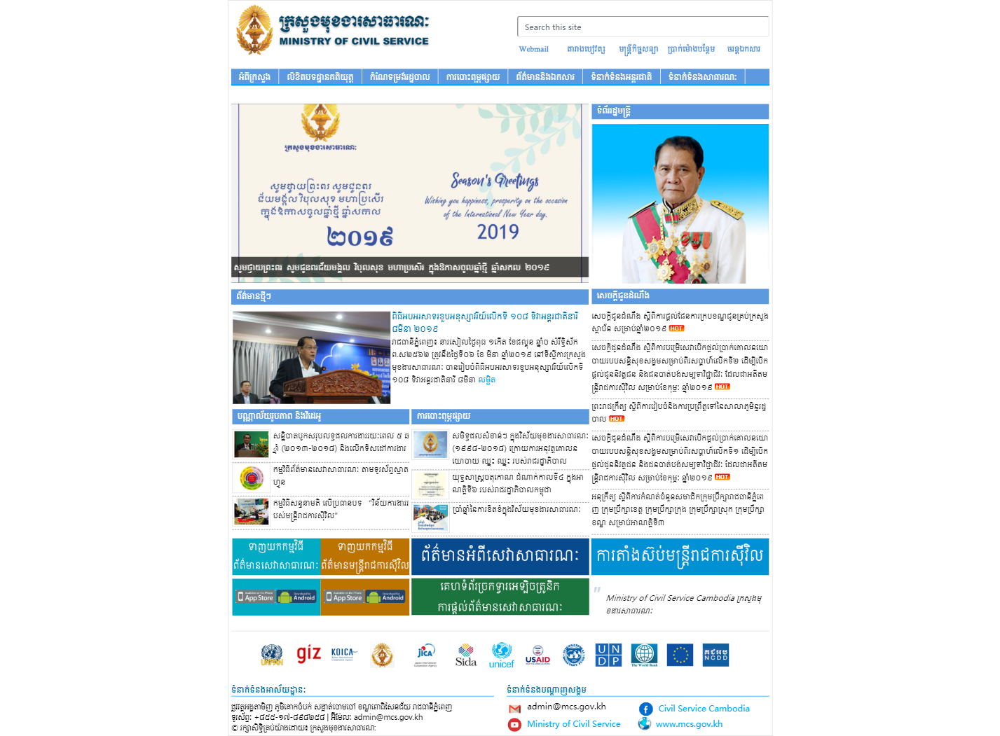 ក្រសួងមុខងារសាធារណៈ
MINISTRY OF CIVIL SERVICE
Search this site
Webmail តារាងបៀវត្ស មន្ត្រីកិច្ចសន្យា ប្រាក់ម៉ោងបន្ថែម ចរន្តឯកសារ
អំពីក្រសួង លិខិតបទដ្ឋានគតិយុត្ត កំណែទម្រង់រដ្ឋបាល ការបោះពុម្ពផ្សាយ ព័ត៌មាននិងឯកសារ ទំនាក់ទំនងអន្តរជាតិ ទំនាក់ទំនងសាធារណៈ
ក្រសួងមុខងារសាធារណៈ
សូមថ្វាយព្រះពរ សូមជូនពរ
ជ័យមង្គល វិបុលសុខ មហាប្រសើរ
ក្នុងឱកាសចូលឆ្នាំថ្មី ឆ្នាំសកល
២០១៩
Season's Greetings
Wishing you happiness, prosperity on the occasion
of the International New Year day.
2019
សូមថ្វាយព្រះពរ សូមជូនពរជ័យមង្គល វិបុលសុខ មហាប្រសើរ ក្នុងឱកាសចូលឆ្នាំថ្មី ឆ្នាំសកល ២០១៩
ទំព័ររដ្ឋមន្ត្រី
ព័ត៌មានថ្មីៗ
ពិធីអបអរសាទរខួបអនុស្សាវរីយ៍លើកទី ១០៨ ទិវាអន្តរជាតិនារី
៨មីនា ២០១៩
រាជធានីភ្នំពេញ៖ នារសៀលថ្ងៃពុធ ១កើត ខែផល្គុន ឆ្នាំច សំរឹទ្ធិស័ក
ព.ស២៥៦២ ត្រូវនឹងថ្ងៃទី០៦ ខែ មីនា ឆ្នាំ២០១៩ នៅទីស្តីការក្រសួង
មុខងារសាធារណៈ បានរៀបចំពិធីអបអរសាទរខួបអនុស្សាវរីយ៍លើកទី
១០៨ ទិវាអន្តរជាតិនារី ៨មីនា លម្អិត
សេចក្តីជូនដំណឹង
សេចក្តីជូនដំណឹង ស្តីពីការផ្តល់ផែនការក្របខណ្ឌជូនគ្រប់ក្រសួង
ស្ថាប័ន សម្រាប់ឆ្នាំ២០១៩ HOT
សេចក្តីជូនដំណឹង ស្តីពីការបម្រើសេវាបើកផ្តល់ប្រាក់គោលនយោ
បាយរបបសន្តិសុខសង្គមសម្រាប់ពីរសប្តាហ៍លើកទី២ ដើម្បីបើក
ផ្តល់ជូននិវត្តជន និងជនបាត់បង់សម្បទាវិជ្ជាជីវៈ ដែលជាអតីតម
ន្ត្រីរាជការស៊ីវិល សម្រាប់ខែកុម្ភៈ ឆ្នាំ២០១៩ HOT
ព្រះរាជក្រឹត្យ ស្តីពីការរៀបចំនិងការប្រព្រឹត្តទៅនៃសាលាភូមិន្ទរដ្ឋ
បាល HOT
សេចក្តីជូនដំណឹង ស្តីពីការបម្រើសេវាបើកផ្តល់ប្រាក់គោលនយោ
បាយរបបសន្តិសុខសង្គមសម្រាប់ពីរសប្តាហ៍លើកទី១ ដើម្បីបើក
ផ្តល់ជូននិវត្តជន និងជនបាត់បង់សម្បទាវិជ្ជាជីវៈ ដែលជាអតីតម
ន្ត្រីរាជការស៊ីវិល សម្រាប់ខែកុម្ភៈ ឆ្នាំ២០១៩ HOT
អនុក្រឹត្យ ស្តីពីការកំណត់ចំនួនសមាជិកក្រុមប្រឹក្សារាជធានីភ្នំពេ
ញ ក្រុមប្រឹក្សាខេត្ត ក្រុមប្រឹក្សាក្រុង ក្រុមប្រឹក្សាស្រុក ក្រុមប្រឹក្សា
ខណ្ឌ សម្រាប់អាណត្តិទី៣
បណ្ណាល័យរូបភាព និងវីដេអូ
សន្និបាតបូកសរុបលទ្ធផលការងាររយៈពេល ៥ ឆ
្នាំ (២០១៣-២០១៨) និងលើកទិសដៅការងារ
កម្មវិធីព័ត៌មានសេវាសាធារណៈ តាមទូរស័ព្ទស្មាត
ហ្វូន
កម្មវិធីសន្ទនាមតិ លើប្រធានបទ "វិន័យការងារ
របស់មន្ត្រីរាជការស៊ីវិល"
ការបោះពុម្ពផ្សាយ
សមិទ្ធផលសំខាន់ៗ ក្នុងវិស័យមុខងារសាធារណៈ
(១៩៩៨-២០១៨) ក្រោយការអនុវត្តគោលន
យោបាយ ឈ្នះ ឈ្នះ របស់រាជរដ្ឋាភិបាល
យុទ្ធសាស្ត្រចតុកោណ ដំណាក់កាលទី៤ ក្នុងអា
ណត្តិទី៦ របស់រាជរដ្ឋាភិបាលកម្ពុជា
ប្រាំឆ្នាំនៃការខិតខំក្នុងវិស័យមុខងារសាធារណៈ
ទាញយកកម្មវិធី
ព័ត៌មានសេវាសាធារណៈ
ទាញយកកម្មវិធី
ព័ត៌មានមន្ត្រីរាជការស៊ីវិល
ព័ត៌មានអំពីសេវាសាធារណៈ
ការតាំងស៊ប់មន្ត្រីរាជការស៊ីវិល
App Store Download for Android App Store Download for Android
គេហទំព័រច្រកទ្វារអេឡិចត្រូនិក
ការផ្តល់ព័ត៌មានសេវាសាធារណៈ
Ministry of Civil Service Cambodia ក្រសួងមុ
ខងារសាធារណៈ
giz KOICA jICA Sida unicef USAID UNDP The World Bank គជអប NCDD
ទំនាក់ទំនងអាស័យដ្ឋាន:
ផ្លូវវត្តអង្គតាមិញ ភូមិគោកចំបក់ សង្កាត់ចោមចៅ ខណ្ឌពោធិសែនជ័យ រាជធានីភ្នំពេញ
ទូរស័ព្ទ: +៨៥៥-១៧-៨៩៨២៥៨ | អ៊ីម៉ែល: admin@mcs.gov.kh
© រក្សាសិទ្ធិគ្រប់យ៉ាងដោយ៖ ក្រសួងមុខងារសាធារណៈ
ទំនាក់ទំនងបណ្តាញសង្គម
admin@mcs.gov.kh Civil Service Cambodia
Ministry of Civil Service www.mcs.gov.kh